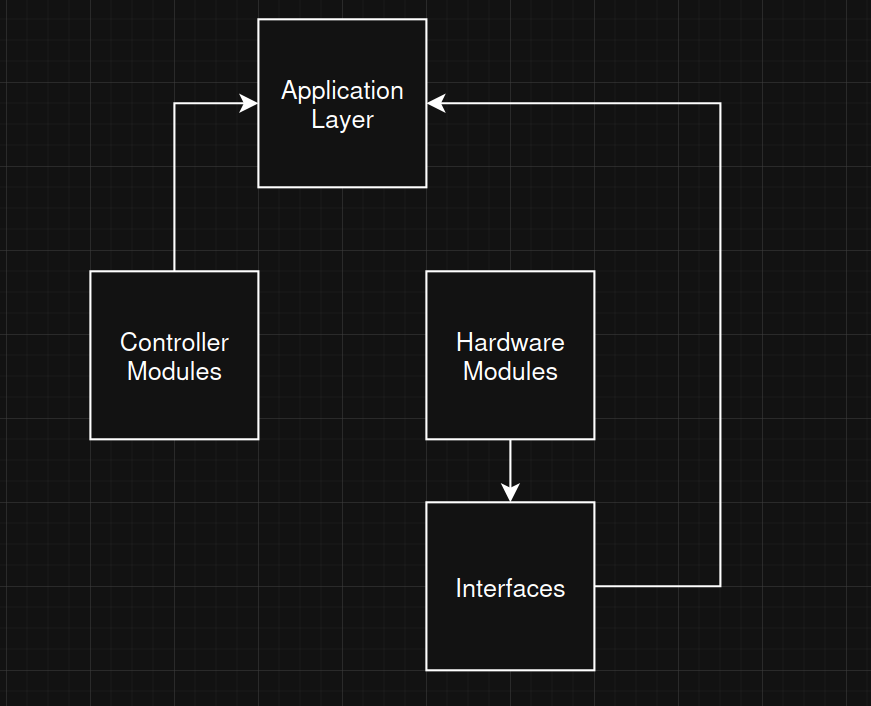 Application
Layer
Controller
Modules
Hardware
Modules
Interfaces